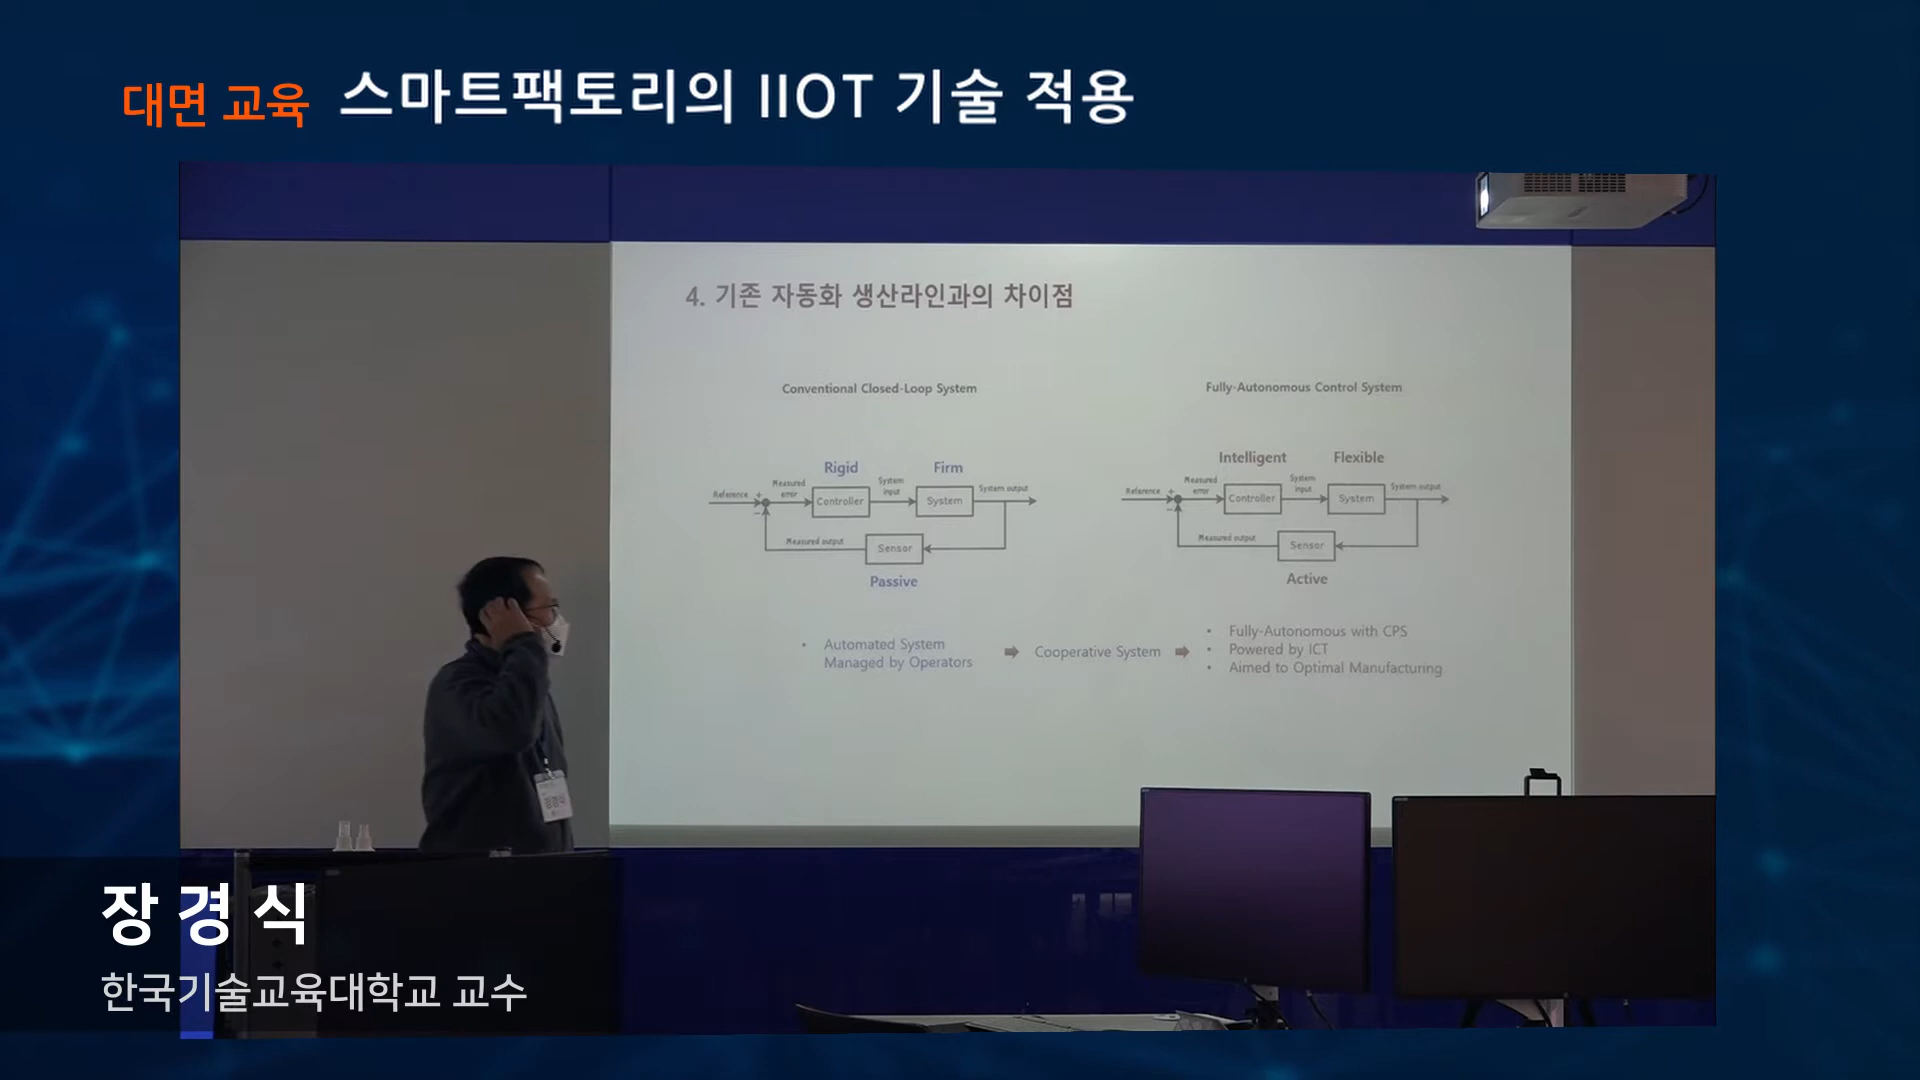 대면 교육 스마트팩토리의 IIOT 기술 적용
4. 기존 자동화 생산라인과의 차이점
Conventional Closed-Loop System
Rigid
Firm
Reference
+
−
Measured error
Controller
System input
System
System output
Measured output
Sensor
Passive
Fully-Autonomous Control System
Intelligent
Flexible
Reference
+
−
Measured error
Controller
System input
System
System output
Measured output
Sensor
Active
• Automated System
Managed by Operators
Cooperative System
• Fully-Autonomous with CPS
• Powered by ICT
• Aimed to Optimal Manufacturing
장경식
장경식
한국기술교육대학교 교수